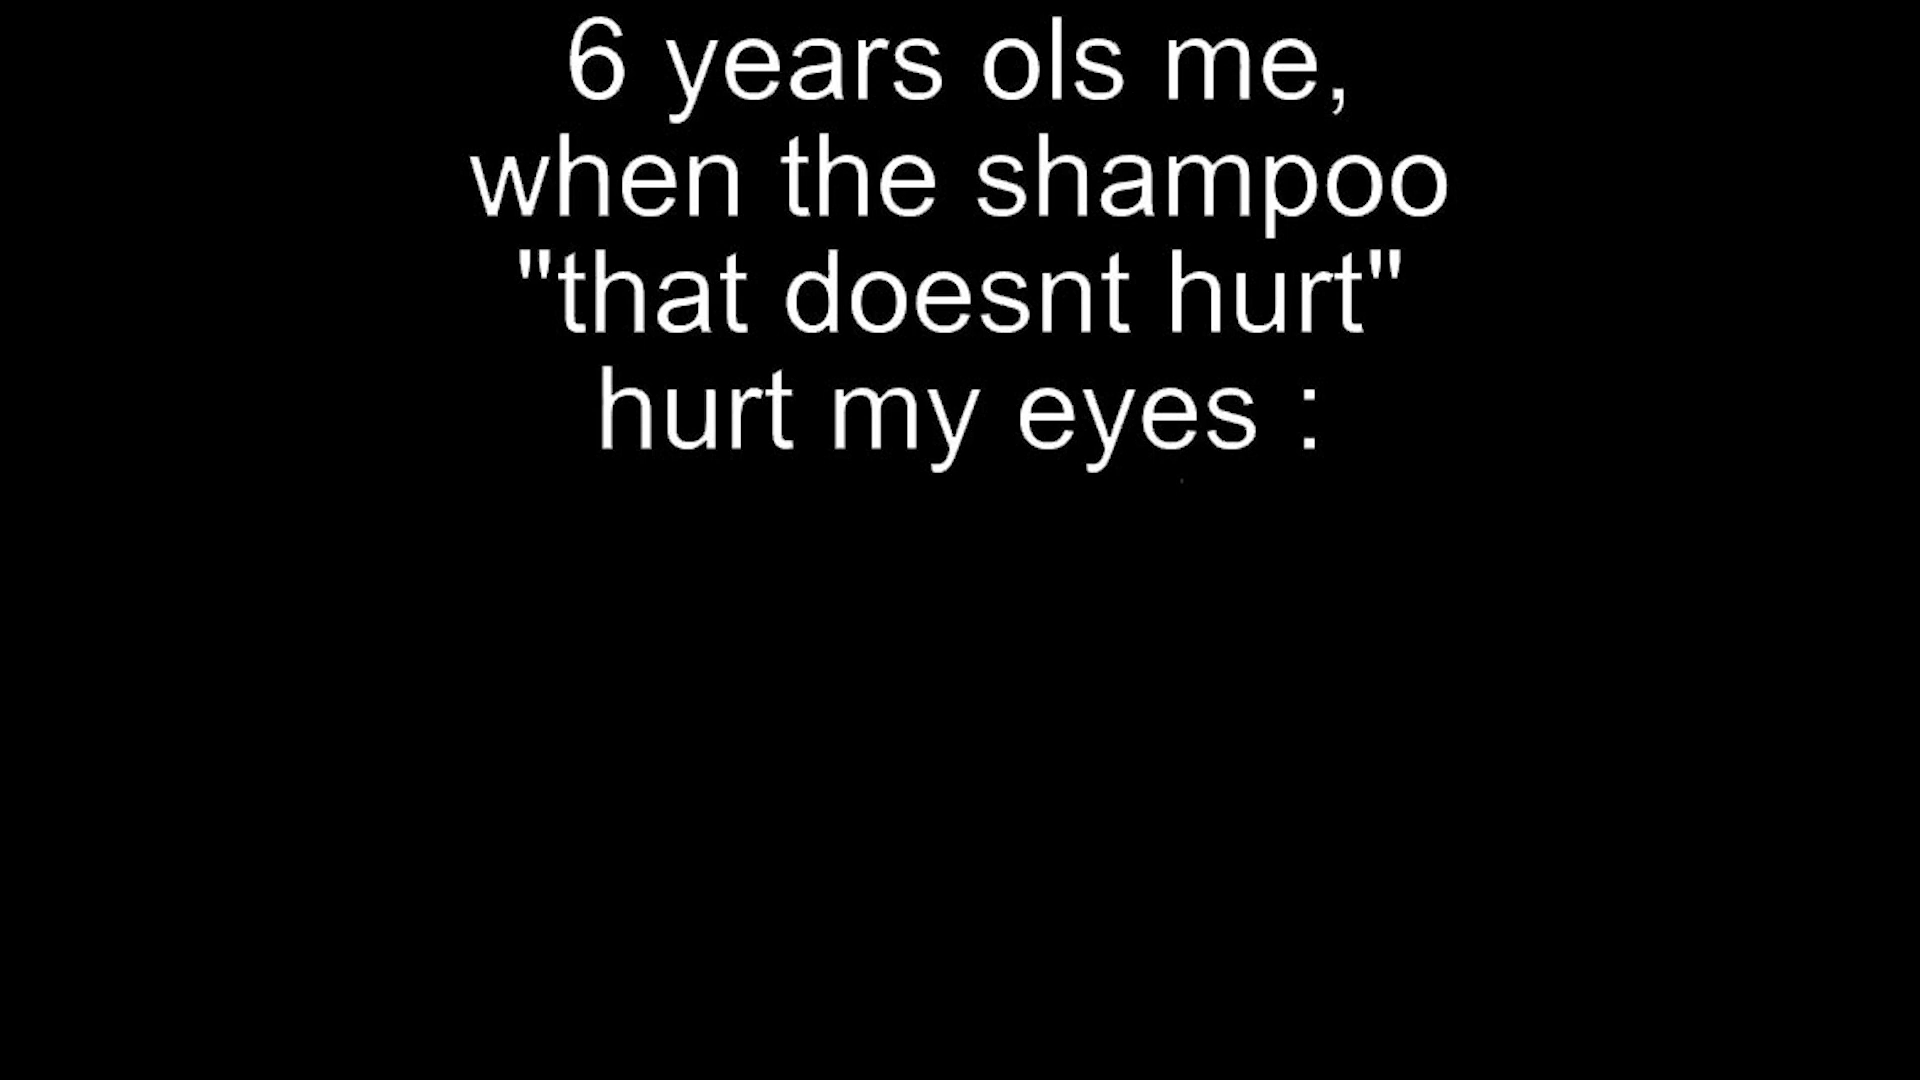 6 years ols me,
when the shampoo
"that doesnt hurt"
hurt my eyes :